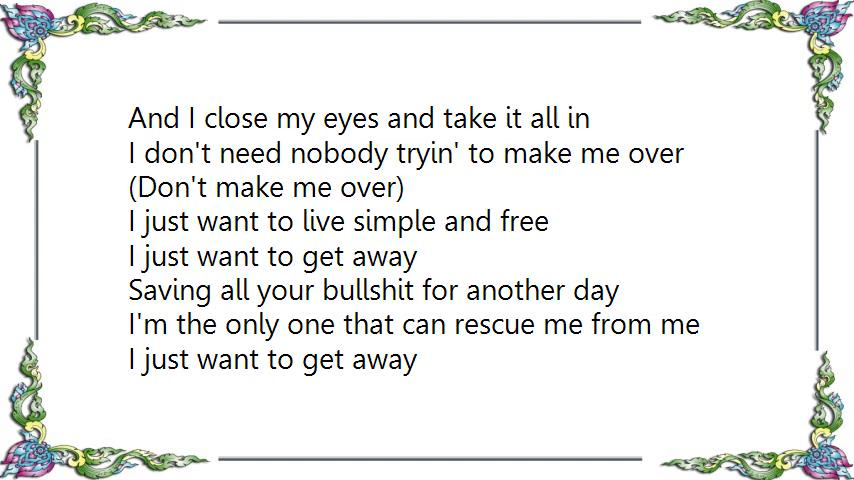 And I close my eyes and take it all in
I don't need nobody tryin' to make me over
(Don't make me over)
I just want to live simple and free
I just want to get away
Saving all your bullshit for another day
I'm the only one that can rescue me from me
I just want to get away